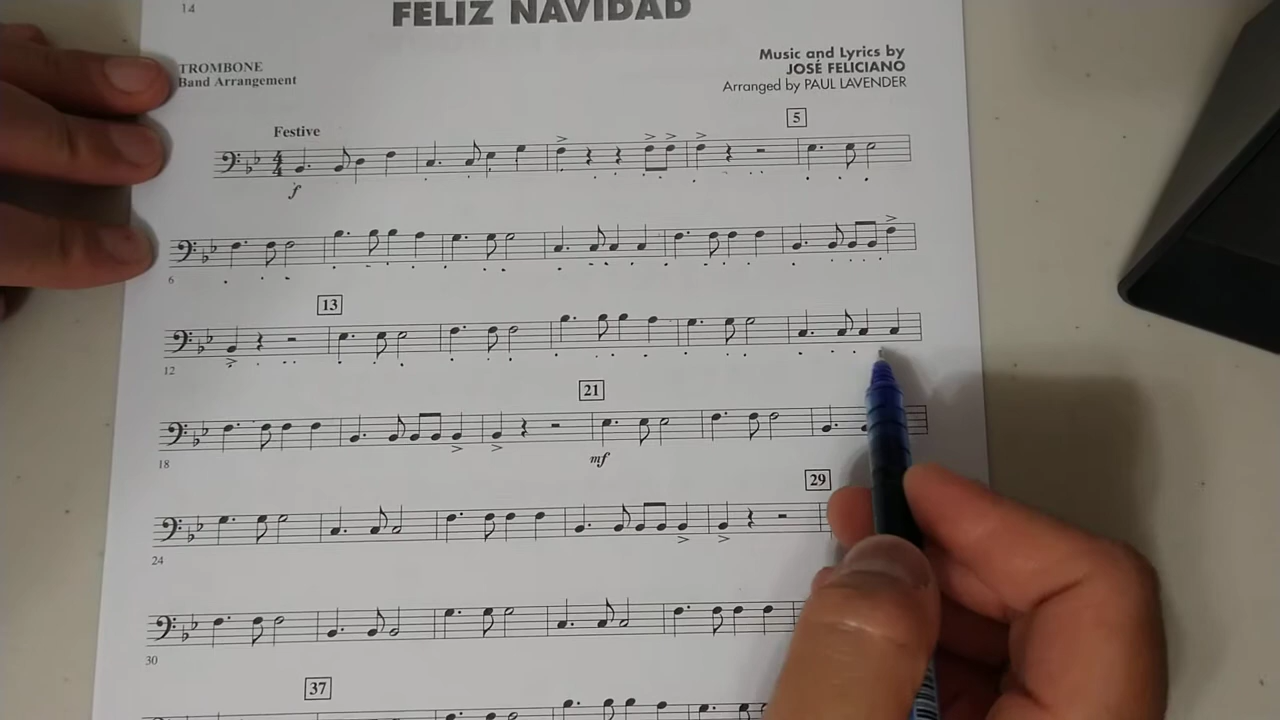 14
FELIZ NAVIDAD
TROMBONE
Band Arrangement
Music and Lyrics by
JOSÉ FELICIANO
Arranged by PAUL LAVENDER
Festive
5
f
6
13
12
21
18
mf
29
24
30
37